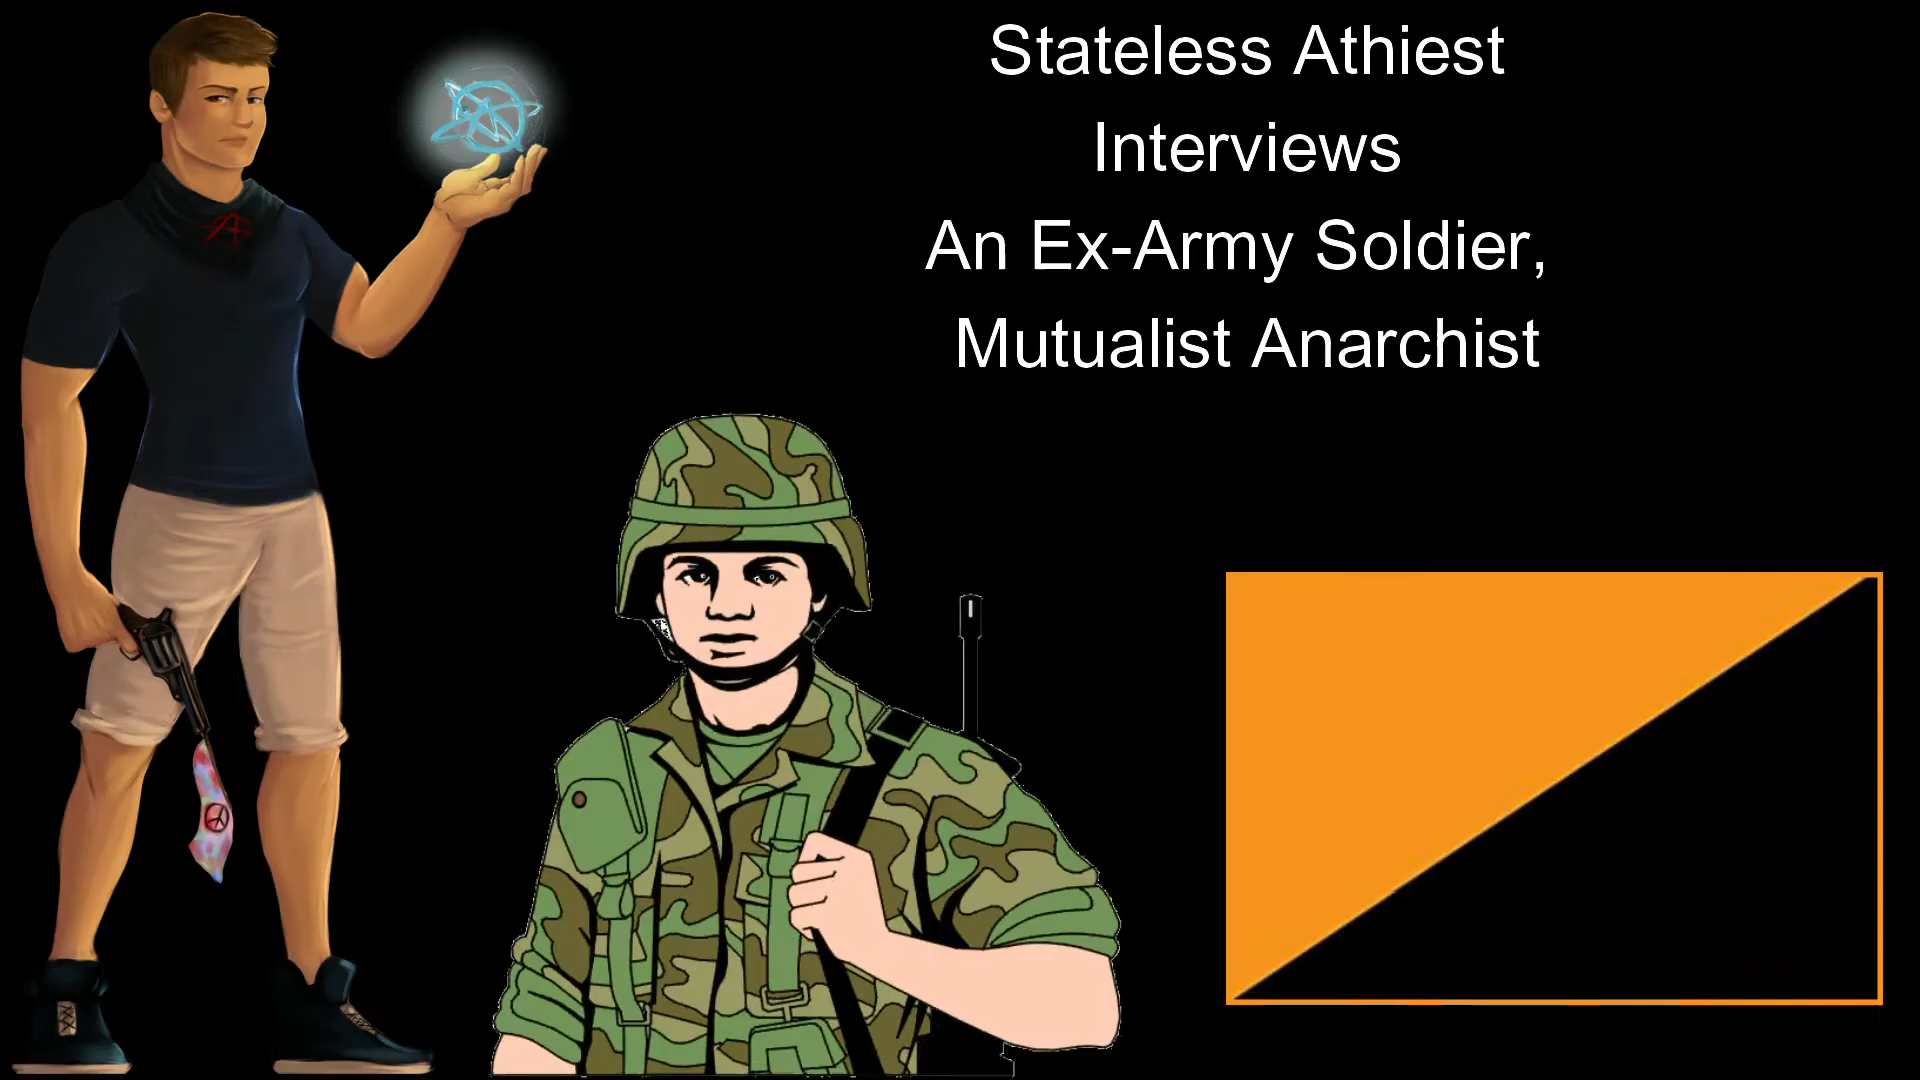 Stateless Athiest
Interviews
An Ex-Army Soldier,
Mutualist Anarchist